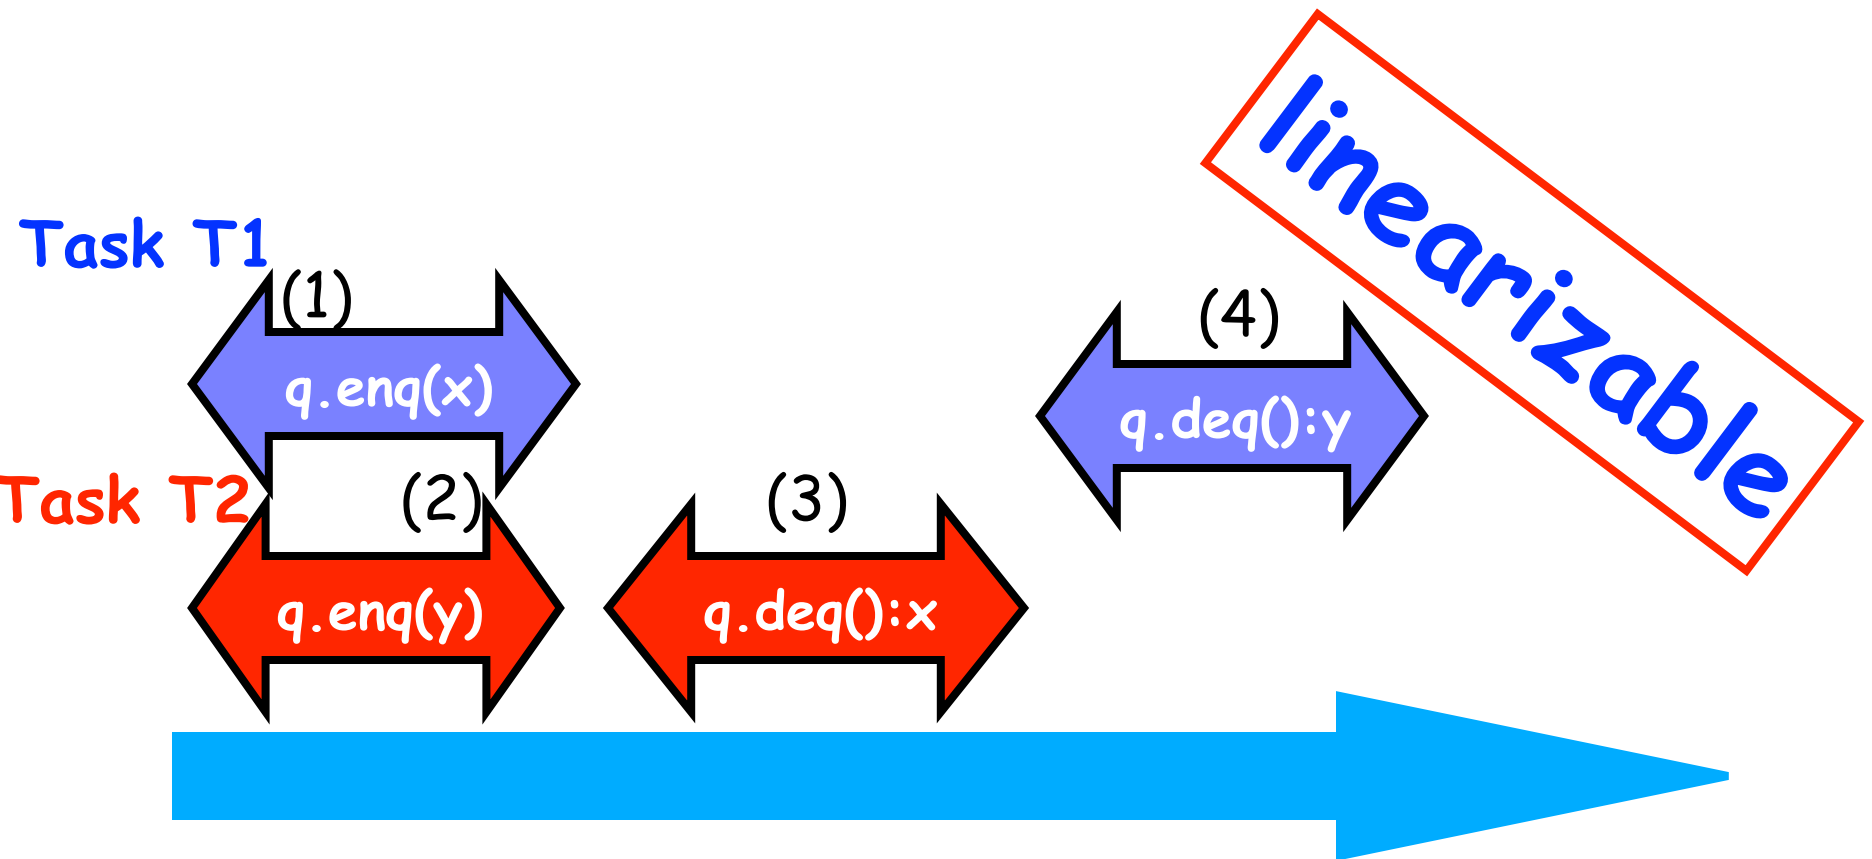 linearizable
Task T1
(1)
(4)
q.enq(x)
q.deq():y
Task T2
(2)
(3)
q.enq(y)
q.deq():x